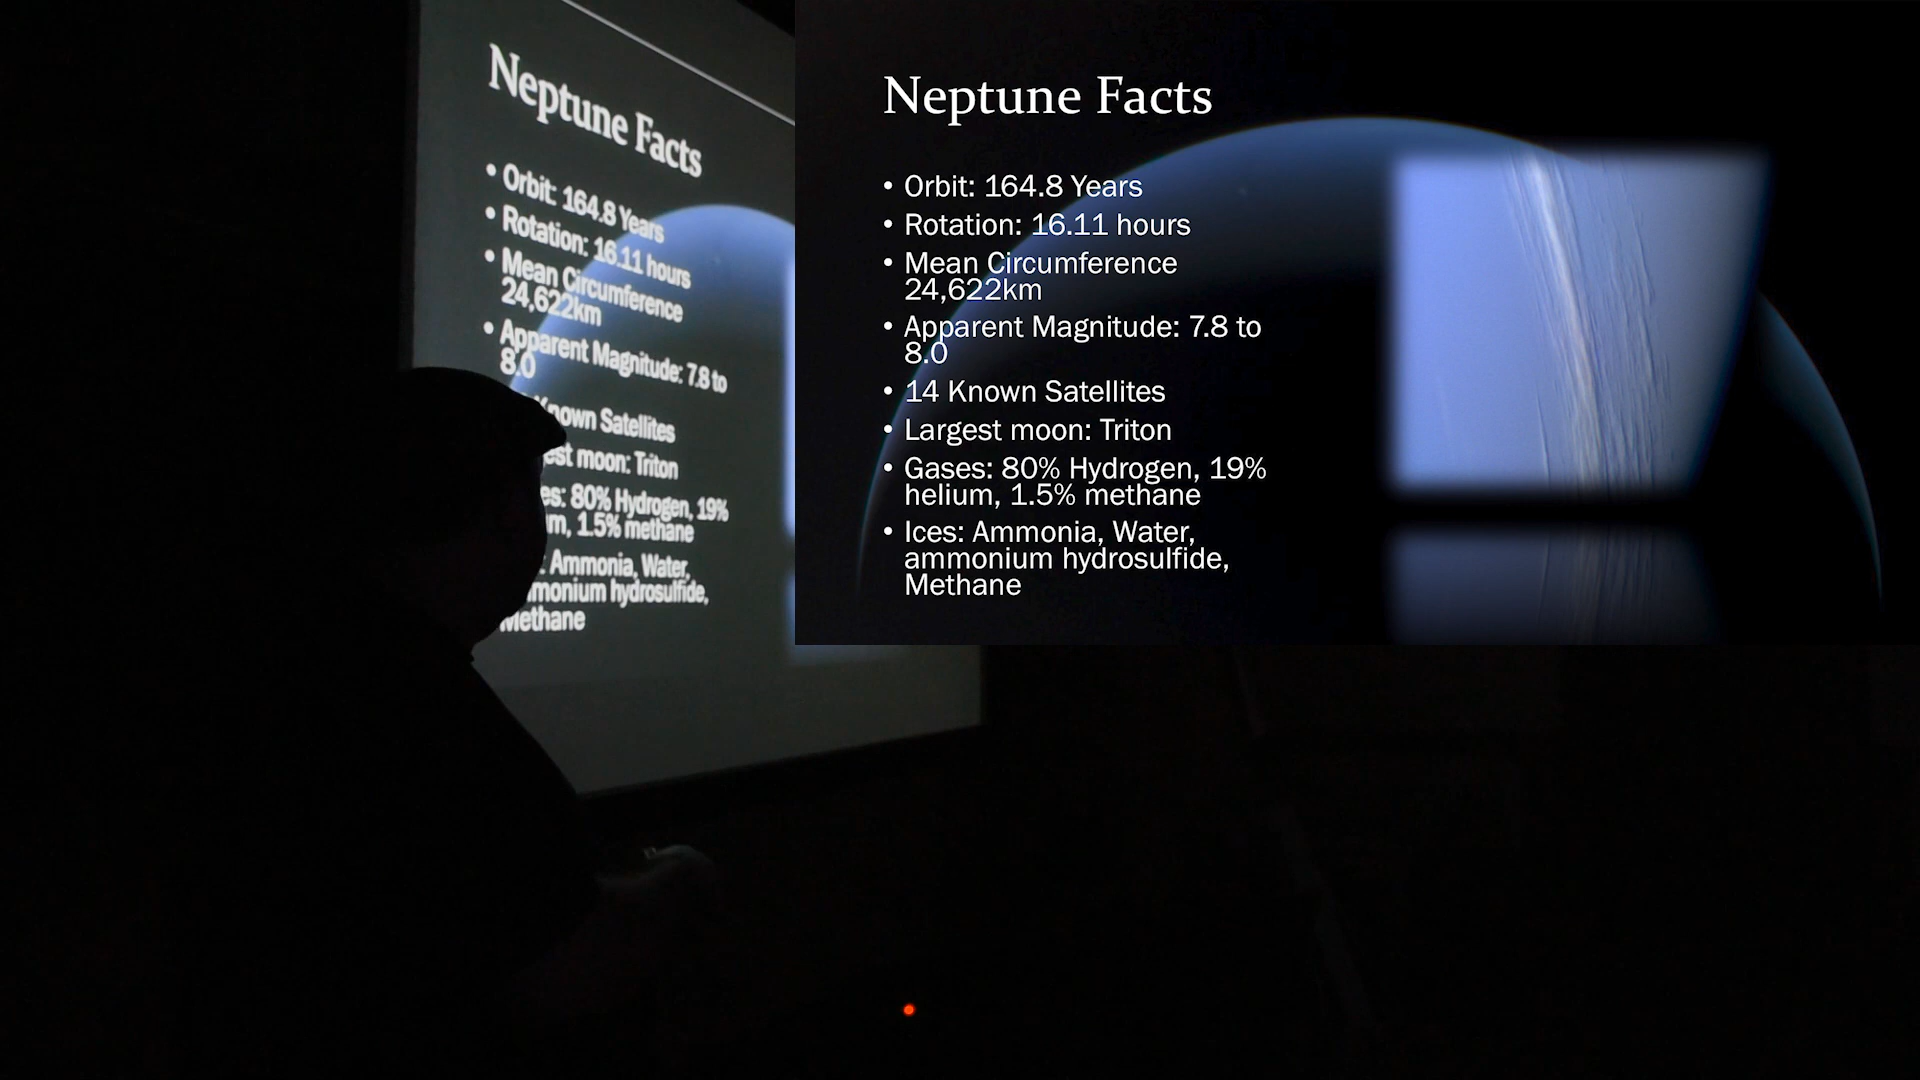 Neptune Facts
• Orbit: 164.8 Years
• Rotation: 16.11 hours
• Mean Circumference
24,622km
• Apparent Magnitude: 7.8 to
8.0
Known Satellites
moon: Triton
80% Hydrogen, 19%
1.5% methane
Ammonia, Water,
hydrosulfide,
Methane
Neptune Facts
• Orbit: 164.8 Years
• Rotation: 16.11 hours
• Mean Circumference
24,622km
• Apparent Magnitude: 7.8 to
8.0
• 14 Known Satellites
• Largest moon: Triton
• Gases: 80% Hydrogen, 19%
helium, 1.5% methane
• Ices: Ammonia, Water,
ammonium hydrosulfide,
Methane